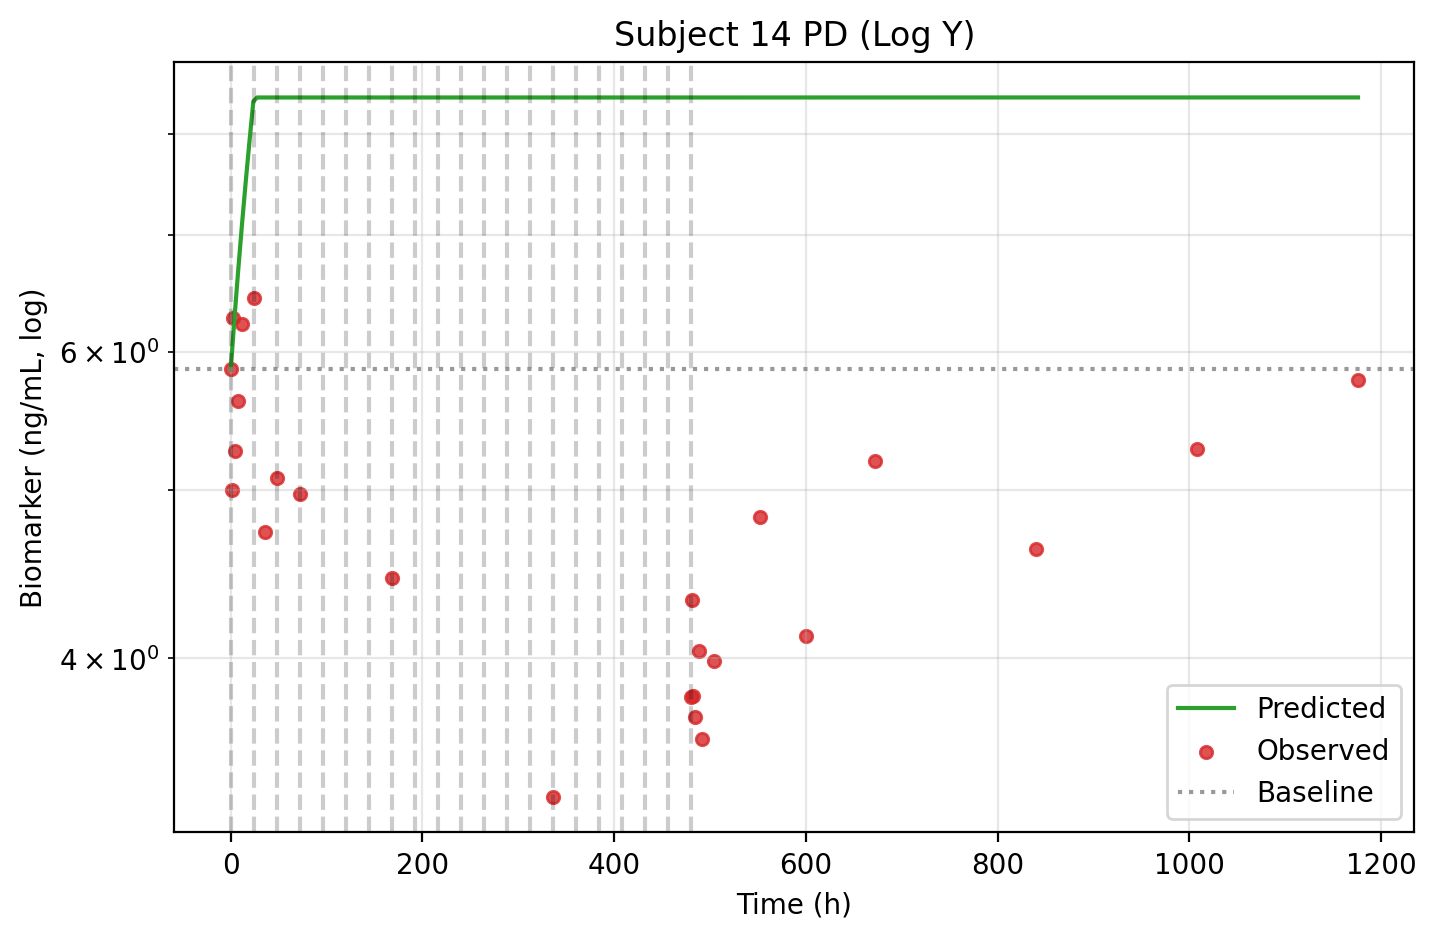 Subject 14 PD (Log Y)
Biomarker (ng/mL, log)
6 × 10⁰
4 × 10⁰
0 200 400 600 800 1000 1200
Time (h)
Predicted
Observed
Baseline